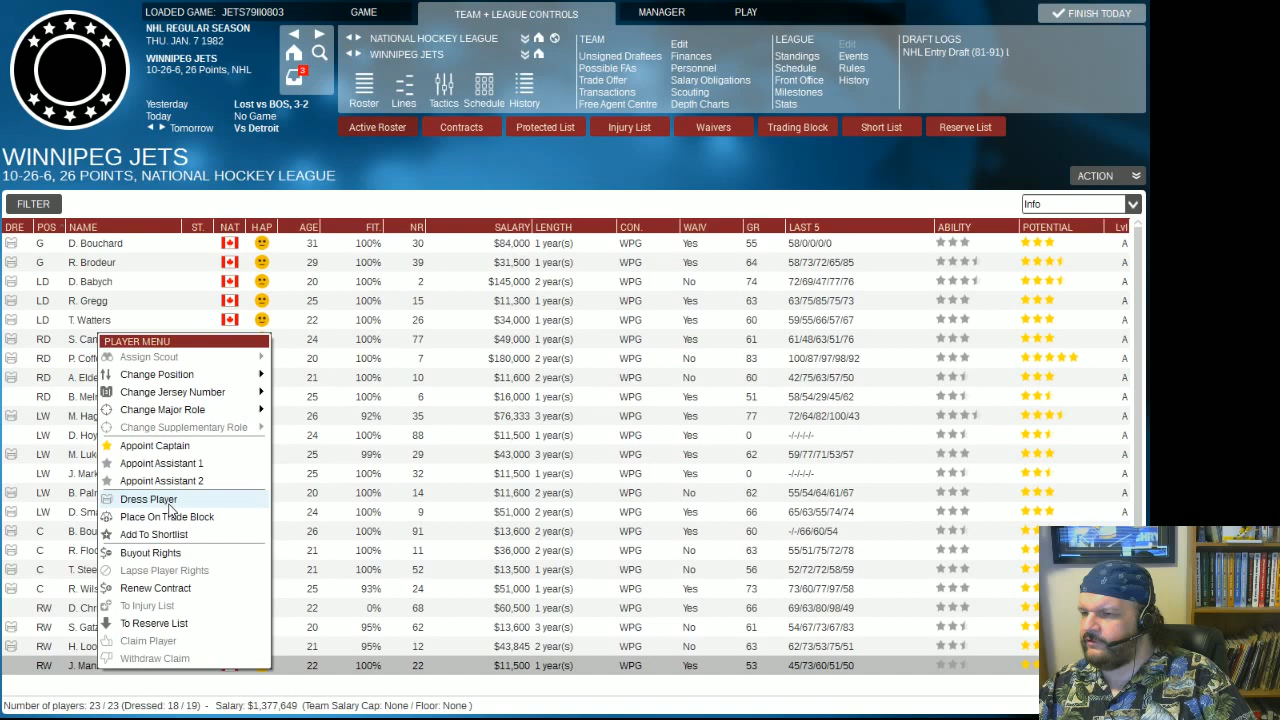 LOADED GAME: JETS79II0803
GAME
TEAM + LEAGUE CONTROLS
MANAGER
PLAY
FINISH TODAY
NHL REGULAR SEASON
THU. JAN. 7 1982
WINNIPEG JETS
10-26-6, 26 Points, NHL
Yesterday Lost vs BOS, 3-2
Today No Game
Tomorrow Vs Detroit
3
NATIONAL HOCKEY LEAGUE
WINNIPEG JETS
Roster Lines Tactics Schedule History
TEAM
Unsigned Draftees
Possible FAs
Trade Offer
Transactions
Free Agent Centre
Edit
Finances
Personnel
Salary Obligations
Scouting
Depth Charts
LEAGUE
Standings
Schedule
Front Office
Milestones
Stats
Edit
Events
Rules
History
DRAFT LOGS
NHL Entry Draft (81-91) l
Active Roster Contracts Protected List Injury List Waivers Trading Block Short List Reserve List
WINNIPEG JETS
10-26-6, 26 POINTS, NATIONAL HOCKEY LEAGUE
ACTION
FILTER
Info
DRE POS NAME ST. NAT HAP AGE FIT. NR SALARY LENGTH CON. WAIV GR LAST 5 ABILITY POTENTIAL Lvl
G D. Bouchard 31 100% 30 $84,000 1 year(s) WPG Yes 55 58/0/0/0/0 A
G R. Brodeur 29 100% 39 $31,500 1 year(s) WPG Yes 64 58/73/72/65/85 A
LD D. Babych 20 100% 2 $145,000 2 year(s) WPG No 74 72/69/47/77/76 A
LD R. Gregg 25 100% 15 $11,300 1 year(s) WPG Yes 63 63/75/85/75/73 A
LD T. Watters 22 100% 26 $34,000 1 year(s) WPG Yes 60 59/55/66/57/67 A
RD S. Can 24 100% 77 $49,000 1 year(s) WPG Yes 61 61/48/63/51/76 A
RD P. Coff 20 100% 7 $180,000 2 year(s) WPG No 83 100/87/97/98/92 A
RD A. Elde 21 100% 10 $11,600 2 year(s) WPG No 60 42/75/63/57/50 A
RD B. Meln 25 100% 6 $16,000 1 year(s) WPG Yes 51 58/54/29/45/62 A
LW M. Hag 26 92% 35 $76,333 3 year(s) WPG Yes 77 72/64/82/100/43 A
LW D. Hoy 24 100% 88 $11,500 1 year(s) WPG Yes 0 -/-/-/-/- A
LW M. Luk 29 100% 29 $43,000 3 year(s) WPG Yes 62 59/77/71/53/57 A
LW J. Mark 25 100% 32 $11,500 1 year(s) WPG Yes 0 -/-/-/-/- A
LW B. Palm 20 100% 14 $11,600 2 year(s) WPG No 62 55/54/64/61/67 A
LW D. Sma 24 100% 9 $51,000 2 year(s) WPG Yes 66 65/63/55/74/74 A
C B. Bou 26 100% 91 $13,600 2 year(s) WPG Yes 60 -/-/66/60/54
C R. Floo 21 100% 11 $36,000 2 year(s) WPG No 63 55/51/75/72/78
C T. Stee 21 100% 52 $13,500 1 year(s) WPG No 56 52/72/72/58/59
C R. Wils 25 93% 24 $51,000 1 year(s) WPG Yes 73 73/60/77/97/58
RW D. Chr 22 0% 68 $60,500 1 year(s) WPG Yes 66 69/63/80/98/49
RW S. Gatz 20 95% 62 $13,600 3 year(s) WPG No 67 54/67/73/67/83
RW H. Loo 21 95% 12 $43,845 2 year(s) WPG No 63 62/73/53/75/51
RW J. Man 22 100% 22 $11,500 1 year(s) WPG Yes 53 45/73/60/51/50
PLAYER MENU
Assign Scout
Change Position
Change Jersey Number
Change Major Role
Change Supplementary Role
Appoint Captain
Appoint Assistant 1
Appoint Assistant 2
Dress Player
Place On Trade Block
Add To Shortlist
Buyout Rights
Lapse Player Rights
Renew Contract
To Injury List
To Reserve List
Claim Player
Withdraw Claim
Number of players: 23 / 23 (Dressed: 18 / 19) - Salary: $1,377,649 (Team Salary Cap: None / Floor: None )